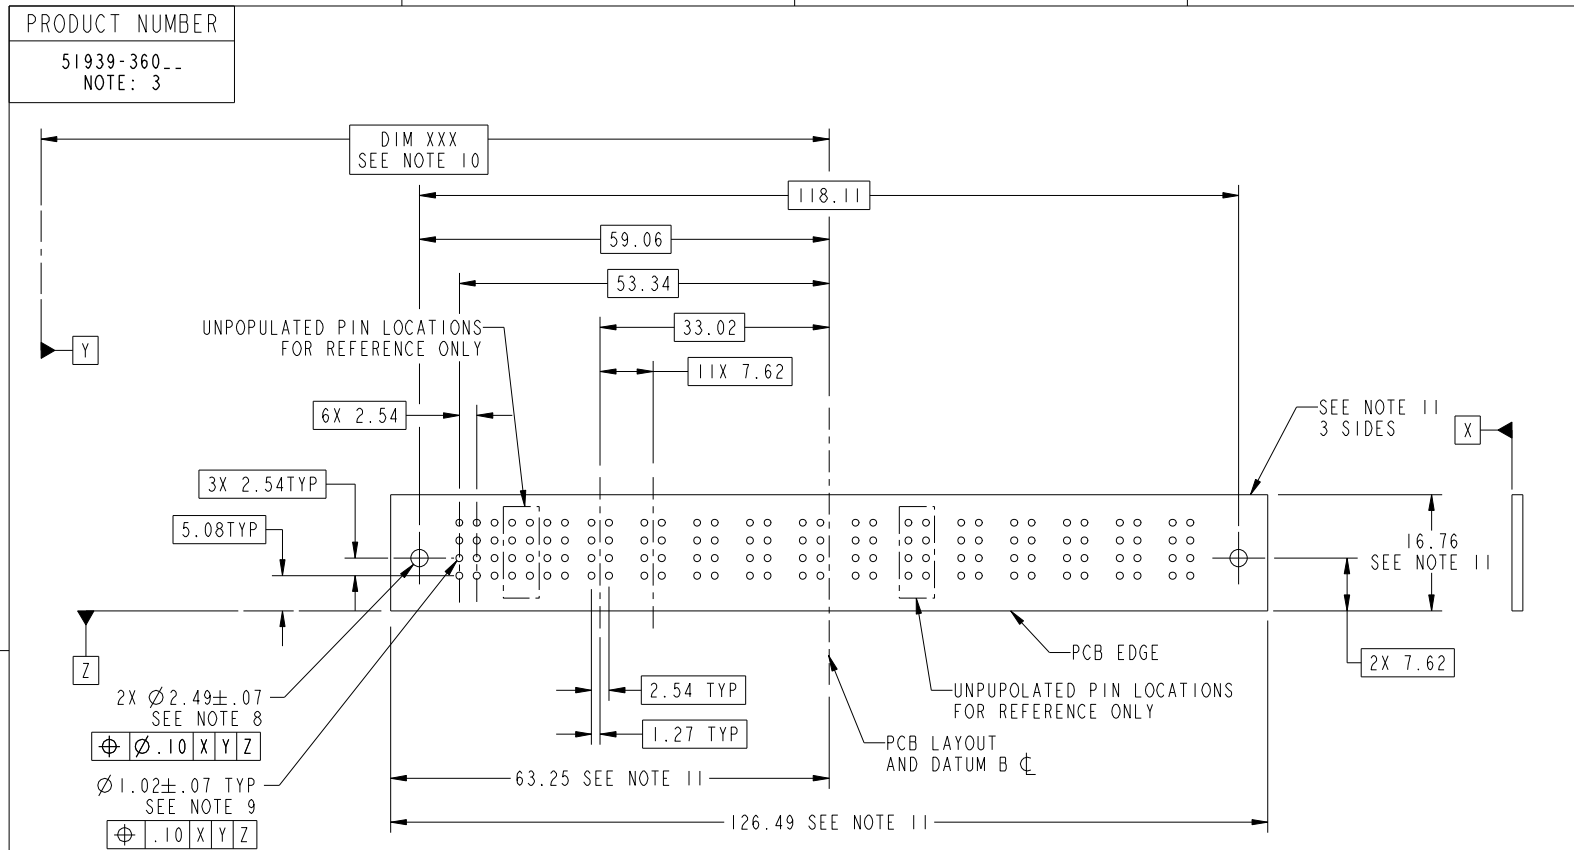 PRODUCT NUMBER
51939-360__
NOTE: 3
DIM XXX
SEE NOTE 10
118.11
59.06
53.34
33.02
UNPOPULATED PIN LOCATIONS
FOR REFERENCE ONLY
Y
11X 7.62
6X 2.54
SEE NOTE 11
3 SIDES
X
3X 2.54TYP
5.08TYP
16.76
SEE NOTE 11
Z
PCB EDGE
2X 7.62
2X Ø2.49±.07
SEE NOTE 8
⌖ Ø.10 X Y Z
2.54 TYP
UNPUPOLATED PIN LOCATIONS
FOR REFERENCE ONLY
1.27 TYP
PCB LAYOUT
AND DATUM B ℄
Ø1.02±.07 TYP
SEE NOTE 9
⌖ .10 X Y Z
63.25 SEE NOTE 11
126.49 SEE NOTE 11